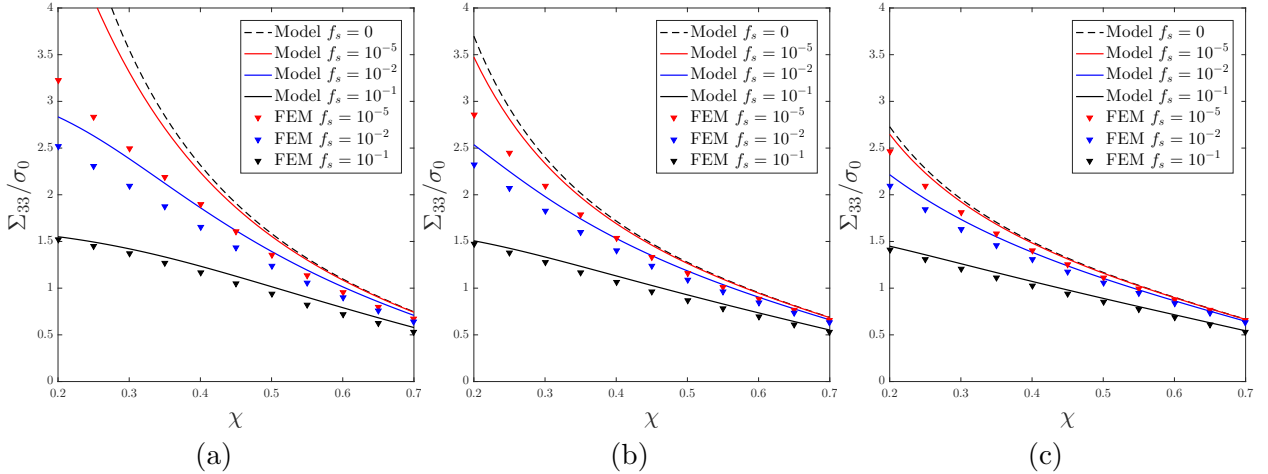 4
3.5
3
2.5
2
1.5
1
0.5
0
Σ₃₃/σ₀
0.2 0.3 0.4 0.5 0.6 0.7
χ
Model fₛ = 0
Model fₛ = 10⁻⁵
Model fₛ = 10⁻²
Model fₛ = 10⁻¹
FEM fₛ = 10⁻⁵
FEM fₛ = 10⁻²
FEM fₛ = 10⁻¹
(a)
4
3.5
3
2.5
2
1.5
1
0.5
0
Σ₃₃/σ₀
0.2 0.3 0.4 0.5 0.6 0.7
χ
Model fₛ = 0
Model fₛ = 10⁻⁵
Model fₛ = 10⁻²
Model fₛ = 10⁻¹
FEM fₛ = 10⁻⁵
FEM fₛ = 10⁻²
FEM fₛ = 10⁻¹
(b)
4
3.5
3
2.5
2
1.5
1
0.5
0
Σ₃₃/σ₀
0.2 0.3 0.4 0.5 0.6 0.7
χ
Model fₛ = 0
Model fₛ = 10⁻⁵
Model fₛ = 10⁻²
Model fₛ = 10⁻¹
FEM fₛ = 10⁻⁵
FEM fₛ = 10⁻²
FEM fₛ = 10⁻¹
(c)